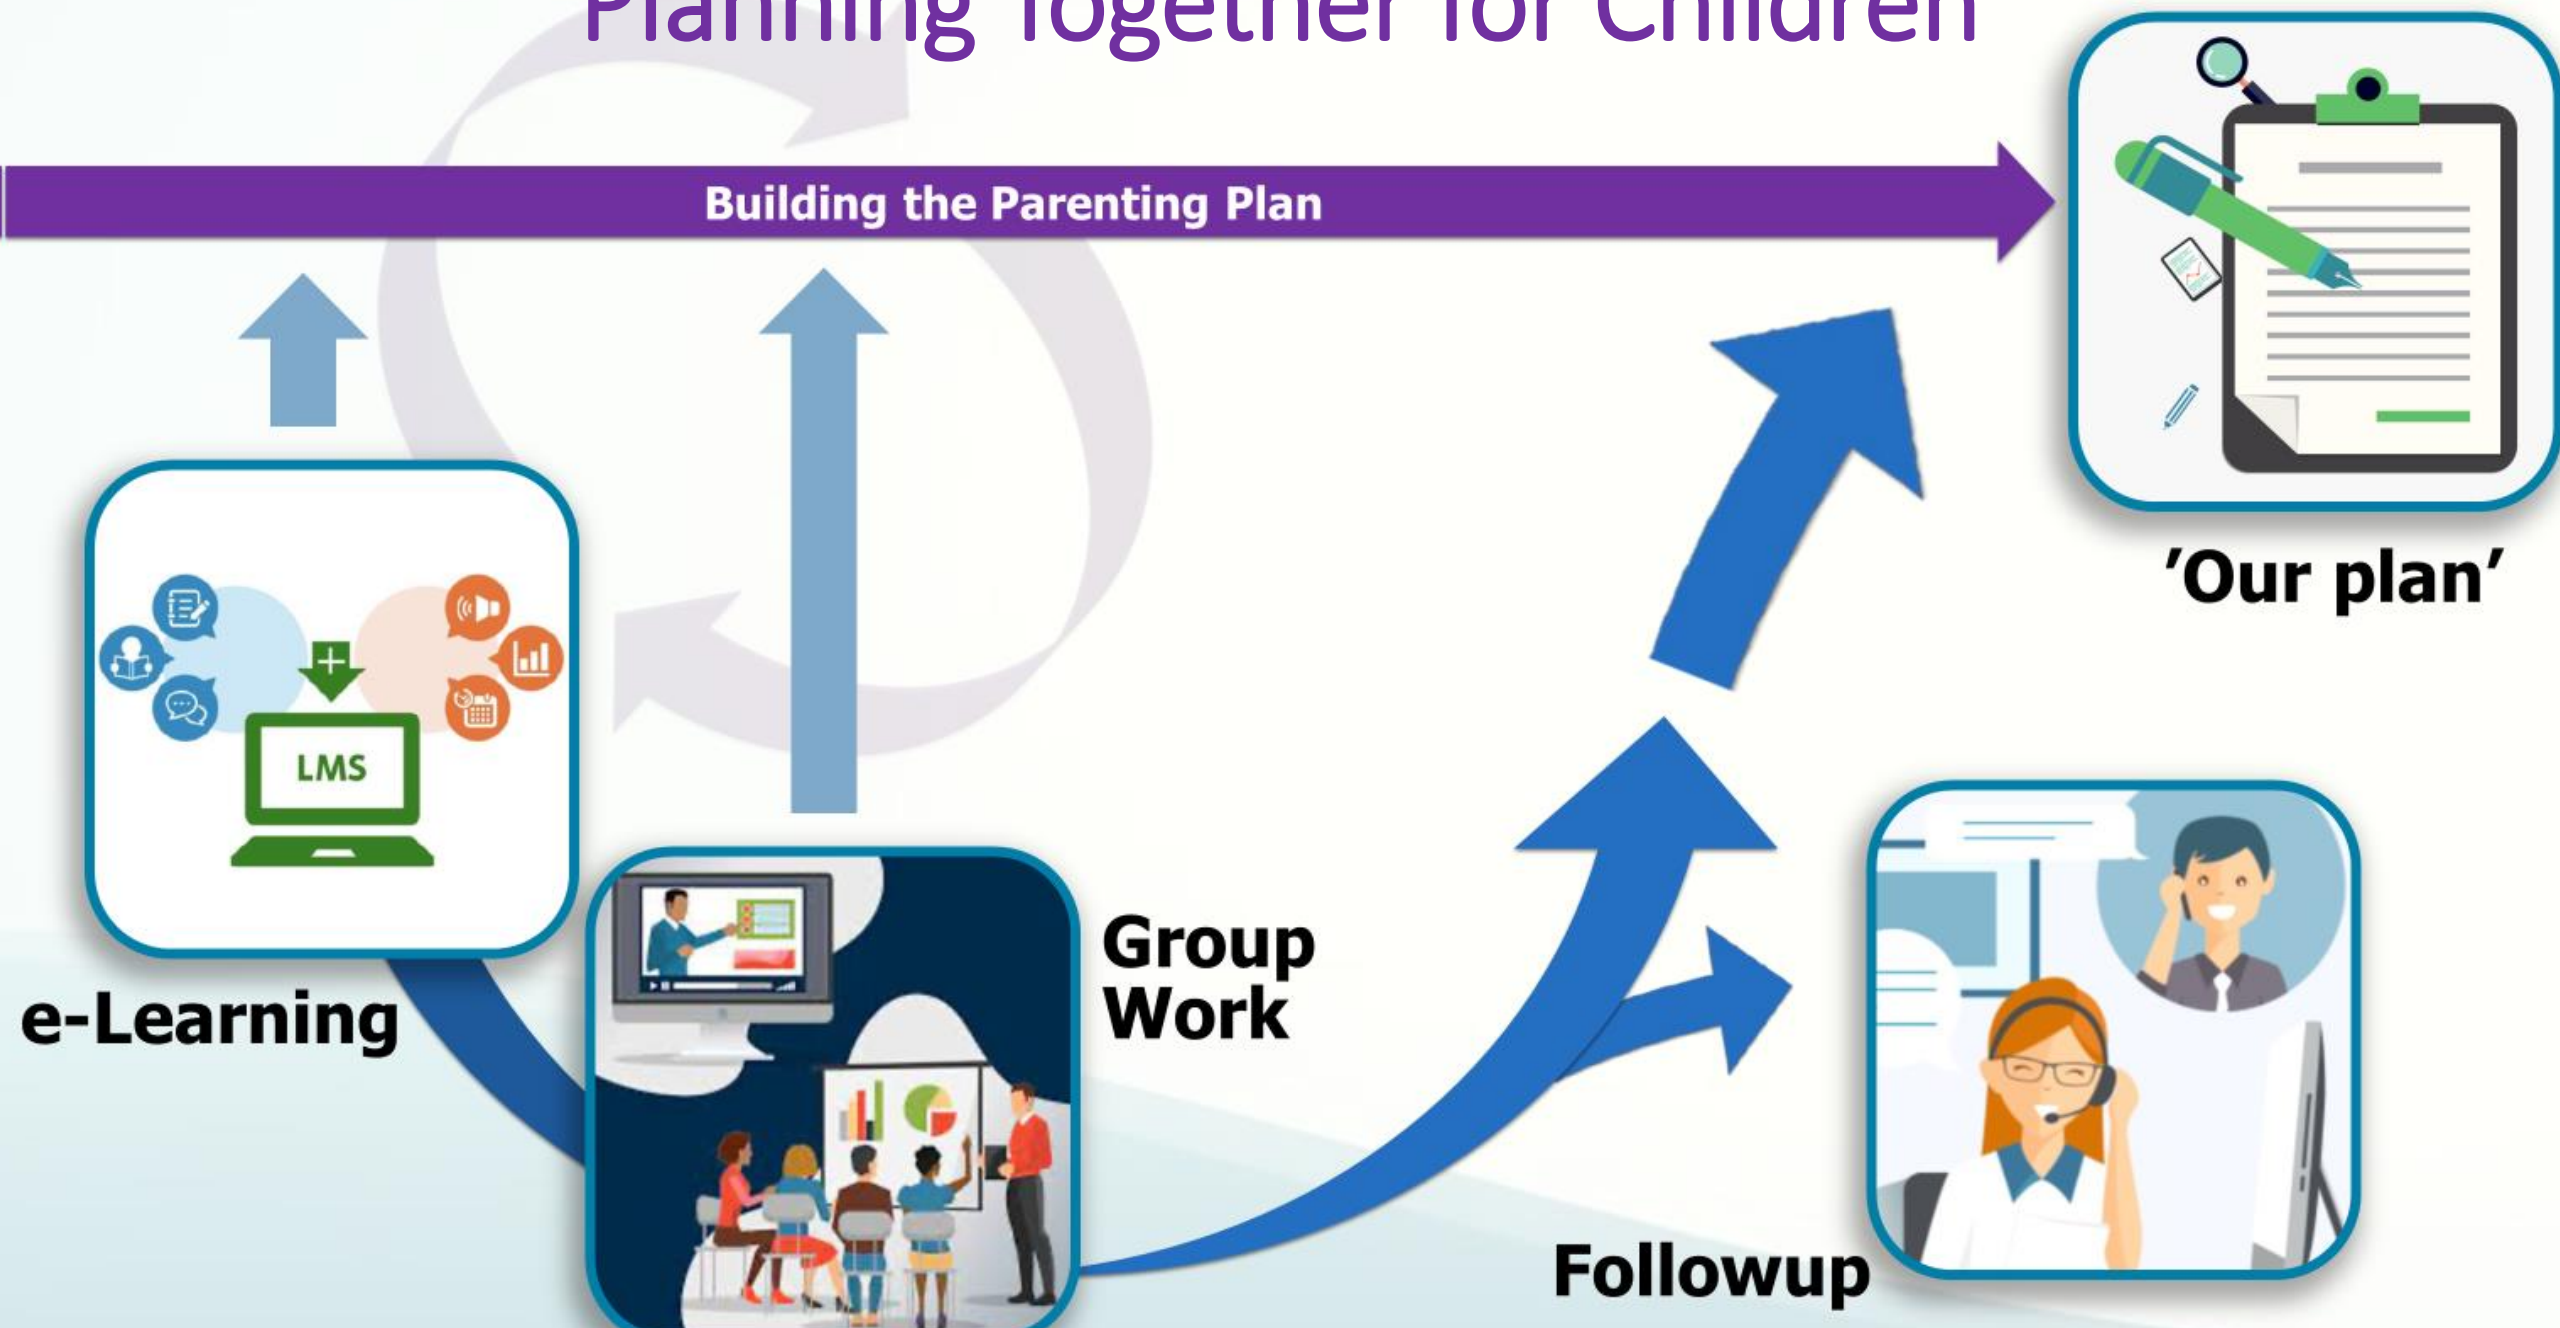 Planning Together for Children
Building the Parenting Plan
'Our plan'
LMS
e-Learning
Group
Work
Followup